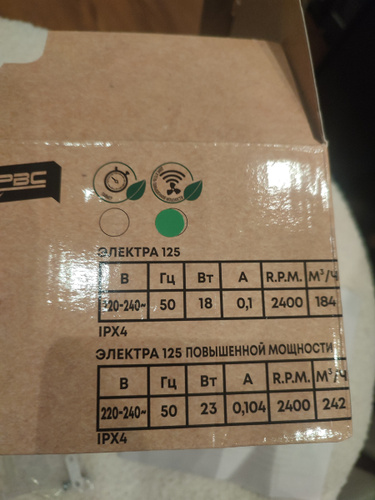 РВС
ЭЛЕКТРА 125
В Гц Вт А R.P.M. М³/Ч
220-240~ 50 18 0,1 2400 184
IPX4
ЭЛЕКТРА 125 ПОВЫШЕННОЙ МОЩНОСТИ
В Гц Вт А R.P.M. М³/Ч
220-240~ 50 23 0,104 2400 242
IPX4